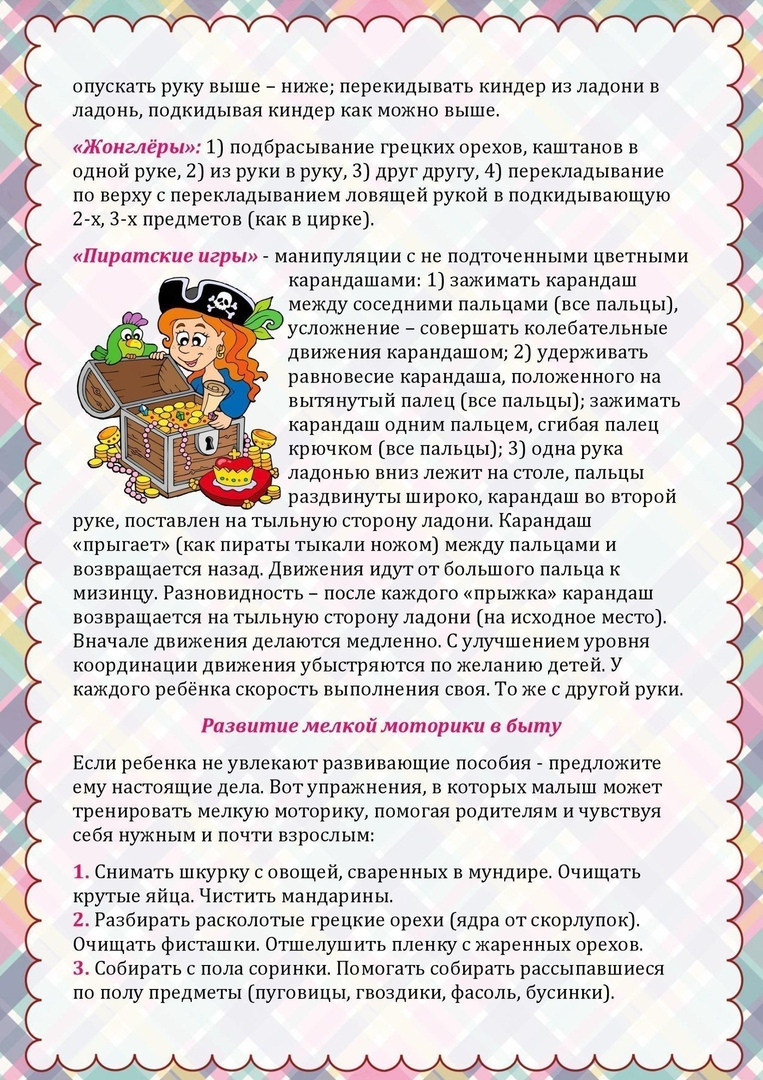 опускать руку выше – ниже; перекидывать киндер из ладони в
ладонь, подкидывая киндер как можно выше.
«Жонглёры»: 1) подбрасывание грецких орехов, каштанов в
одной руке, 2) из руки в руку, 3) друг другу, 4) перекладывание
по верху с перекладыванием ловящей рукой в подкидывающую
2-х, 3-х предметов (как в цирке).
«Пиратские игры» - манипуляции с не подточенными цветными
карандашами: 1) зажимать карандаш
между соседними пальцами (все пальцы),
усложнение – совершать колебательные
движения карандашом; 2) удерживать
равновесие карандаша, положенного на
вытянутый палец (все пальцы); зажимать
карандаш одним пальцем, сгибая палец
крючком (все пальцы); 3) одна рука
ладонью вниз лежит на столе, пальцы
раздвинуты широко, карандаш во второй
руке, поставлен на тыльную сторону ладони. Карандаш
«прыгает» (как пираты тыкали ножом) между пальцами и
возвращается назад. Движения идут от большого пальца к
мизинцу. Разновидность – после каждого «прыжка» карандаш
возвращается на тыльную сторону ладони (на исходное место).
Вначале движения делаются медленно. С улучшением уровня
координации движения убыстряются по желанию детей. У
каждого ребёнка скорость выполнения своя. То же с другой руки.
Развитие мелкой моторики в быту
Если ребенка не увлекают развивающие пособия - предложите
ему настоящие дела. Вот упражнения, в которых малыш может
тренировать мелкую моторику, помогая родителям и чувствуя
себя нужным и почти взрослым:
1. Снимать шкурку с овощей, сваренных в мундире. Очищать
крутые яйца. Чистить мандарины.
2. Разбирать расколотые грецкие орехи (ядра от скорлупок).
Очищать фисташки. Отшелушить пленку с жаренных орехов.
3. Собирать с пола соринки. Помогать собирать рассыпавшиеся
по полу предметы (пуговицы, гвоздики, фасоль, бусинки).